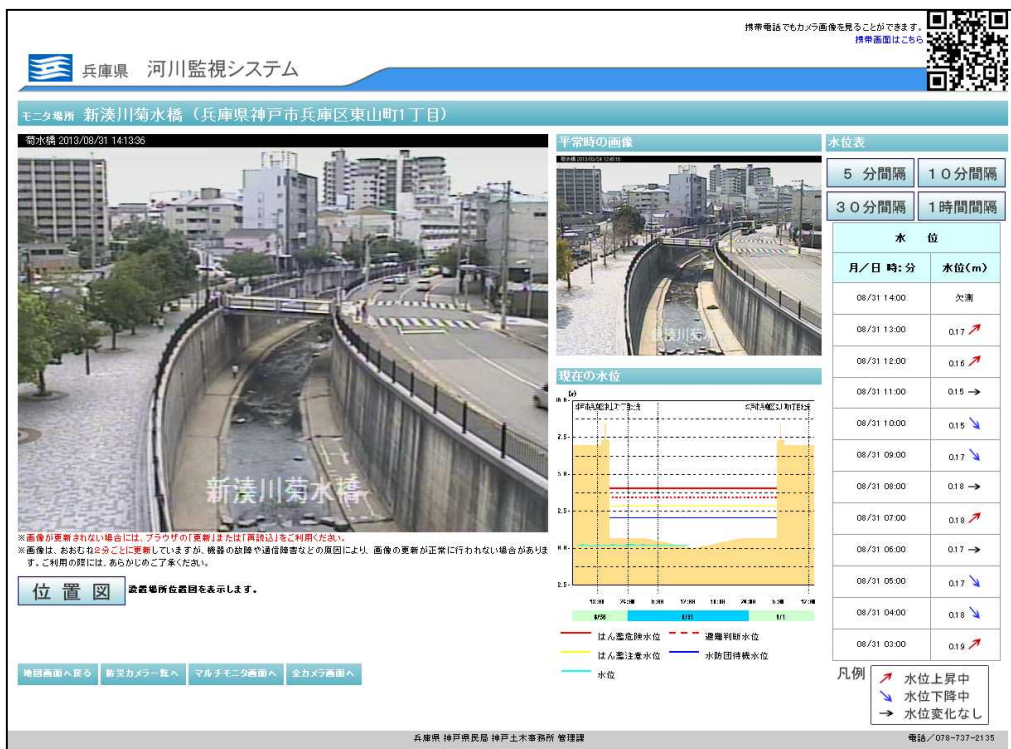 携帯電話でもカメラ画像を見ることができます。
携帯画面はこちら
兵庫県 河川監視システム
モニタ場所 新湊川菊水橋（兵庫県神戸市兵庫区東山町1丁目）
菊水橋 2013/08/31 14:13:36
新湊川菊水橋
※画像が更新されない場合には、ブラウザの「更新」または「再読込」をご利用ください。
※画像は、おおむね2分ごとに更新していますが、機器の故障や通信障害などの原因により、画像の更新が正常に行われない場合があります。ご利用の際には、あらかじめご了承ください。
位置図 設置場所位置図を表示します。
地図画面へ戻る 防災カメラ一覧へ マルチモニタ画面へ 全カメラ画面へ
平常時の画像
新湊川菊水橋
現在の水位
(m)
7.5
5.0
2.5
0.0
8/30 8/31 9/1
はん濫危険水位 避難判断水位
はん濫注意水位 水防団待機水位
水位
水位表
5 分間隔 10分間隔
30分間隔 1時間間隔
水 位
月／日 時:分 水位(m)
08/31 14:00 欠測
08/31 13:00 0.17 ↗
08/31 12:00 0.16 ↗
08/31 11:00 0.15 →
08/31 10:00 0.15 ↘
08/31 09:00 0.17 ↘
08/31 08:00 0.18 →
08/31 07:00 0.18 ↗
08/31 06:00 0.17 →
08/31 05:00 0.17 ↘
08/31 04:00 0.18 ↘
08/31 03:00 0.19 ↗
凡例
↗ 水位上昇中
↘ 水位下降中
→ 水位変化なし
兵庫県 神戸県民局 神戸土木事務所 管理課
電話／078-737-2135